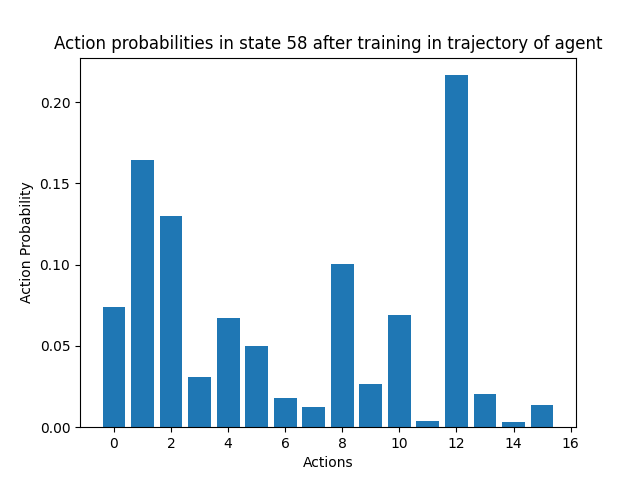 Action probabilities in state 58 after training in trajectory of agent
Action Probability
0.20
0.15
0.10
0.05
0.00
0 2 4 6 8 10 12 14 16
Actions